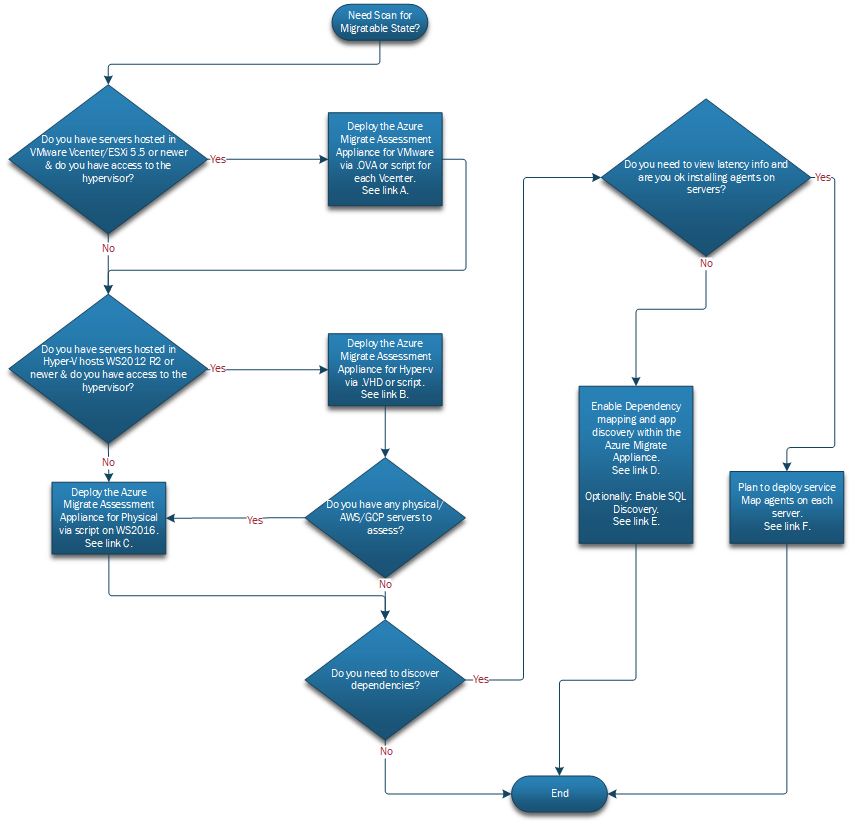 Need Scan for
Migratable State?
Do you have servers hosted in
VMware Vcenter/ESXi 5.5 or newer
& do you have access to the
hypervisor?
Yes
Deploy the Azure
Migrate Assessment
Appliance for VMware
via .OVA or script for
each Vcenter.
See link A.
No
Do you have servers hosted in
Hyper-V hosts WS2012 R2 or
newer & do you have access to the
hypervisor?
Yes
Deploy the Azure
Migrate Assessment
Appliance for Hyper-v
via .VHD or script.
See link B.
No
Deploy the Azure
Migrate Assessment
Appliance for Physical
via script on WS2016.
See link C.
Yes
Do you have any physical/
AWS/GCP servers to
assess?
No
Do you need to discover
dependencies?
Yes
No
Do you need to view latency info and
are you ok installing agents on
servers?
Yes
No
Enable Dependency
mapping and app
discovery within the
Azure Migrate
Appliance.
See link D.
Optionally: Enable SQL
Discovery.
See link E.
Plan to deploy service
Map agents on each
server.
See link F.
End